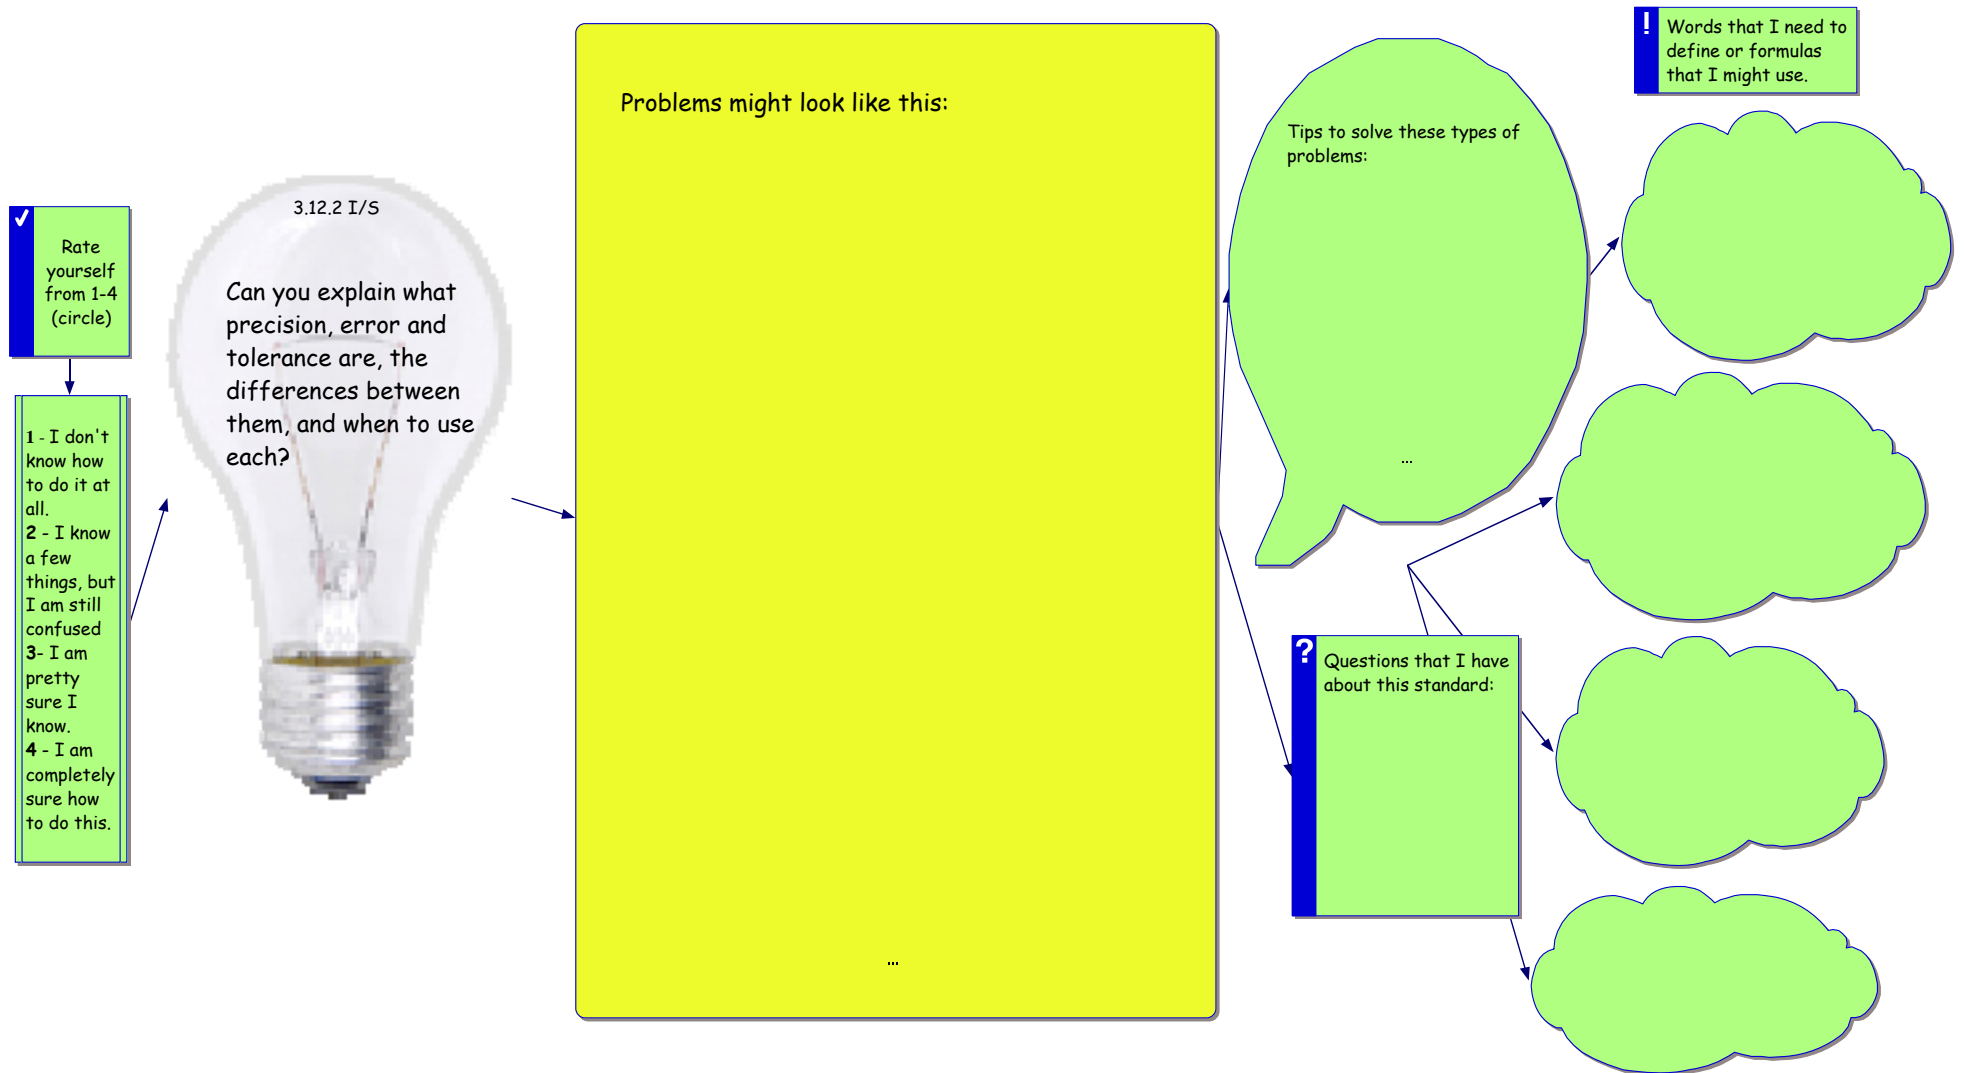 ✓
Rate
yourself
from 1-4
(circle)
1 - I don't
know how
to do it at
all.
2 - I know
a few
things, but
I am still
confused
3- I am
pretty
sure I
know.
4 - I am
completely
sure how
to do this.
3.12.2 I/S
Can you explain what
precision, error and
tolerance are, the
differences between
them, and when to use
each?
Problems might look like this:
...
Tips to solve these types of
problems:
...
?
Questions that I have
about this standard:
!
Words that I need to
define or formulas
that I might use.